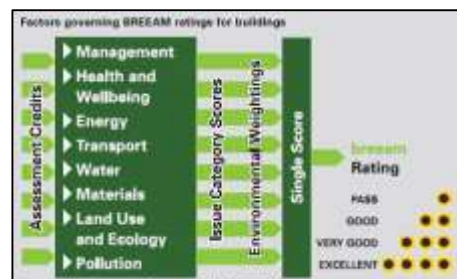 Factors governing BREEAM ratings for buildings
Assessment Credits
Management
Health and
Wellbeing
Energy
Transport
Water
Materials
Land Use
and Ecology
Pollution
Issue Category Scores
Environmental Weightings
Single Score
breeam
Rating
PASS
GOOD
VERY GOOD
EXCELLENT